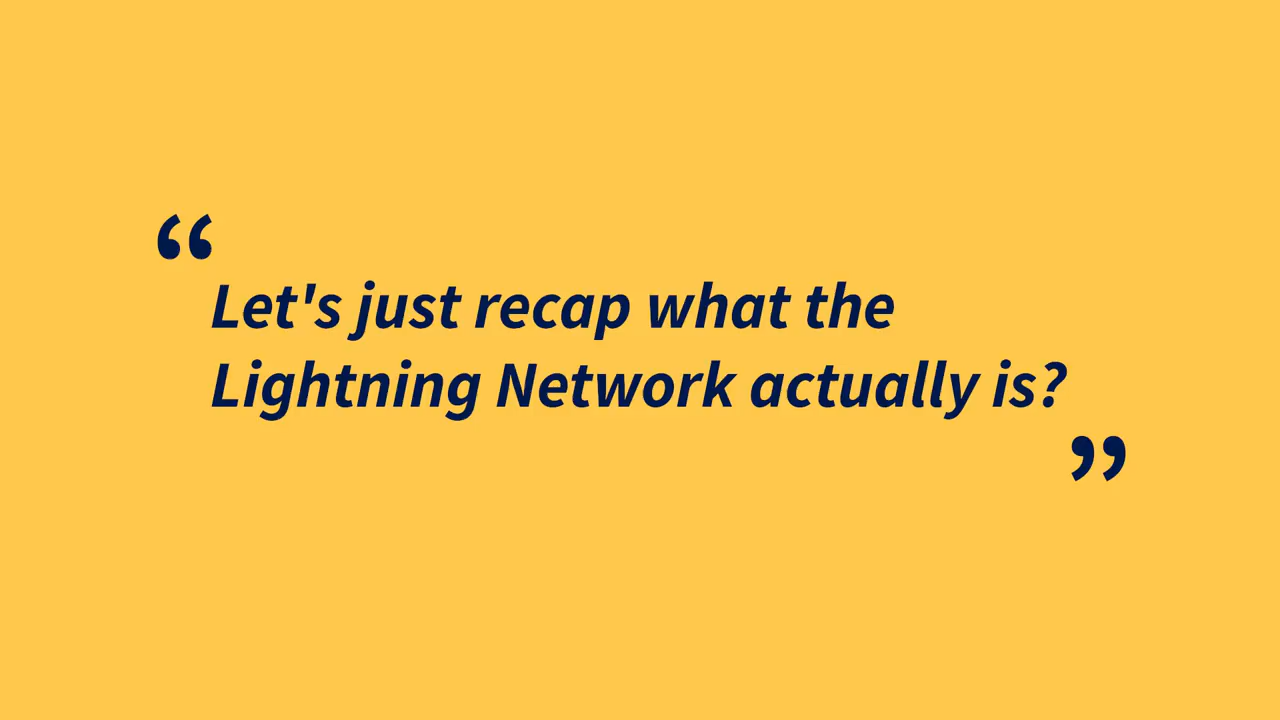 “
Let's just recap what the
Lightning Network actually is?
”